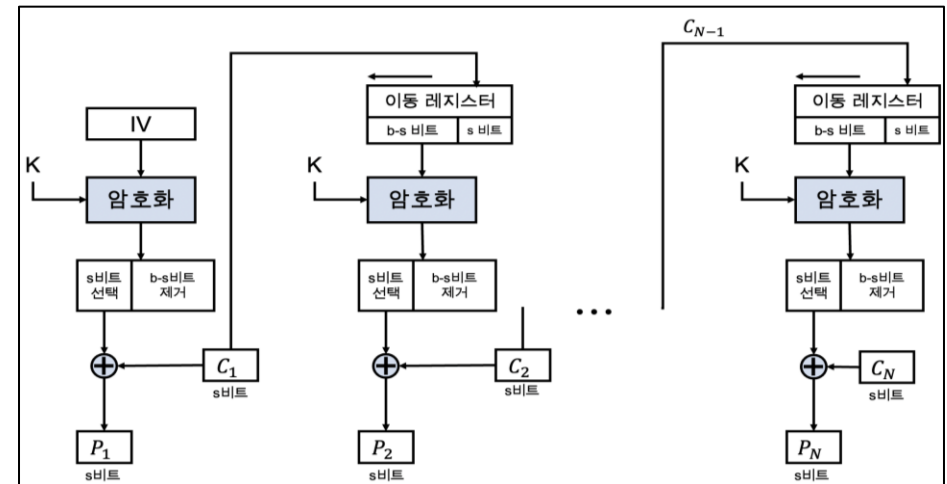 C_{N-1}
IV
이동 레지스터
b-s 비트
s 비트
이동 레지스터
b-s 비트
s 비트
K
암호화
K
암호화
K
암호화
s비트
선택
b-s비트
제거
s비트
선택
b-s비트
제거
...
s비트
선택
b-s비트
제거
C_1
s비트
C_2
s비트
C_N
s비트
P_1
s비트
P_2
s비트
P_N
s비트